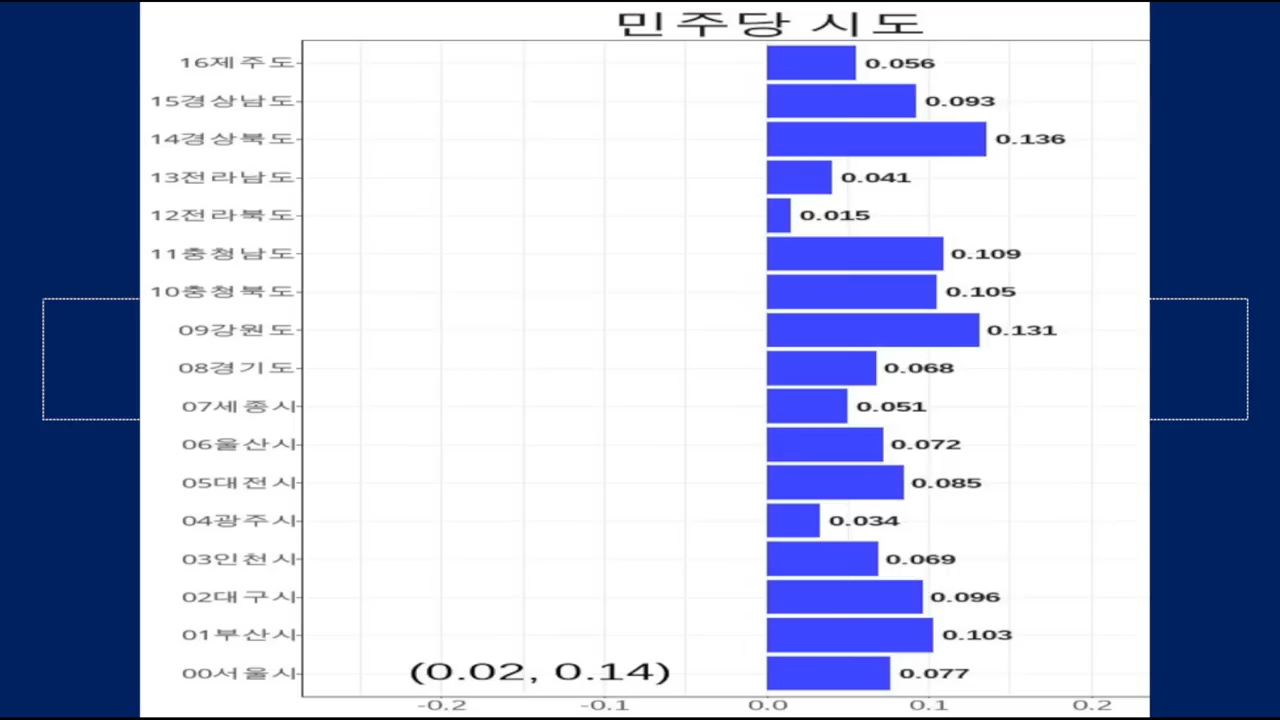 민주당 시도
16제주도 0.056
15경상남도 0.093
14경상북도 0.136
13전라남도 0.041
12전라북도 0.015
11충청남도 0.109
10충청북도 0.105
09강원도 0.131
08경기도 0.068
07세종시 0.051
06울산시 0.072
05대전시 0.085
04광주시 0.034
03인천시 0.069
02대구시 0.096
01부산시 0.103
00서울시 (0.02, 0.14) 0.077
-0.2 -0.1 0.0 0.1 0.2